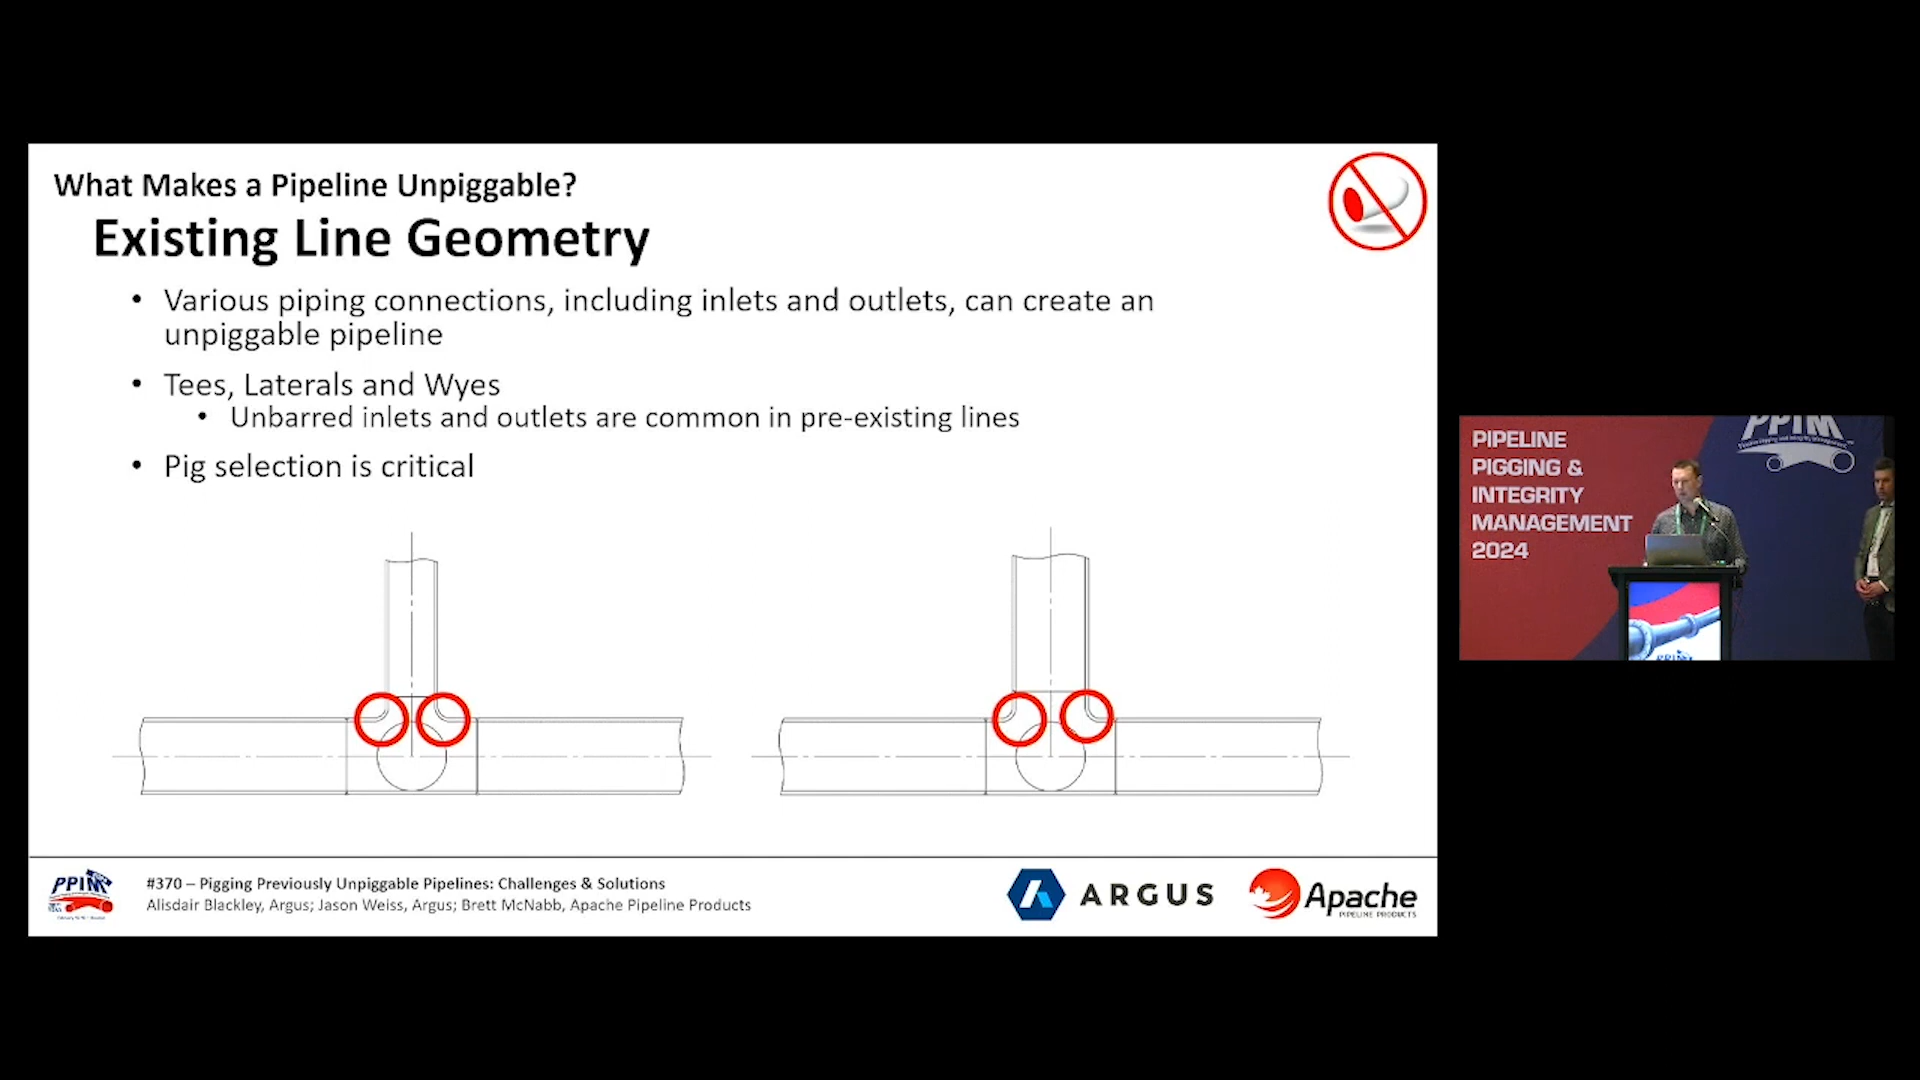 What Makes a Pipeline Unpiggable?
Existing Line Geometry
• Various piping connections, including inlets and outlets, can create an
unpiggable pipeline
• Tees, Laterals and Wyes
• Unbarred inlets and outlets are common in pre-existing lines
• Pig selection is critical
PPIM
#370 – Pigging Previously Unpiggable Pipelines: Challenges & Solutions
Alisdair Blackley, Argus; Jason Weiss, Argus; Brett McNabb, Apache Pipeline Products
ARGUS
Apache
PIPELINE PRODUCTS
PIPELINE
PIGGING &
INTEGRITY
MANAGEMENT
2024
PPIM
PPIM